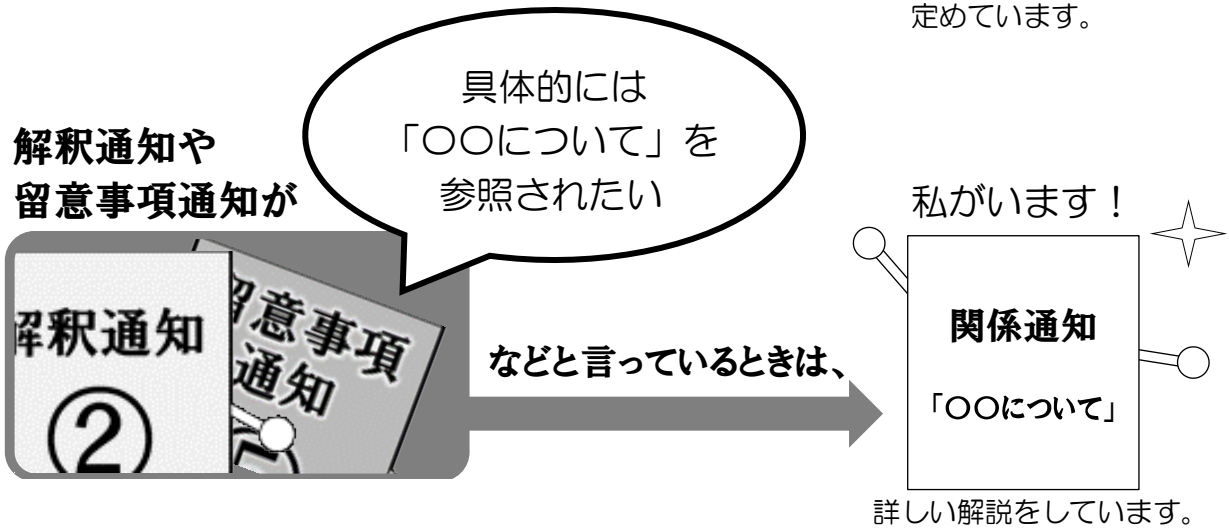 定めています。
具体的には
「〇〇について」を
参照されたい
解釈通知や
留意事項通知が
解釈通知
②
留意事項
通知
などと言っているときは、
私がいます！
関係通知
「〇〇について」
詳しい解説をしています。